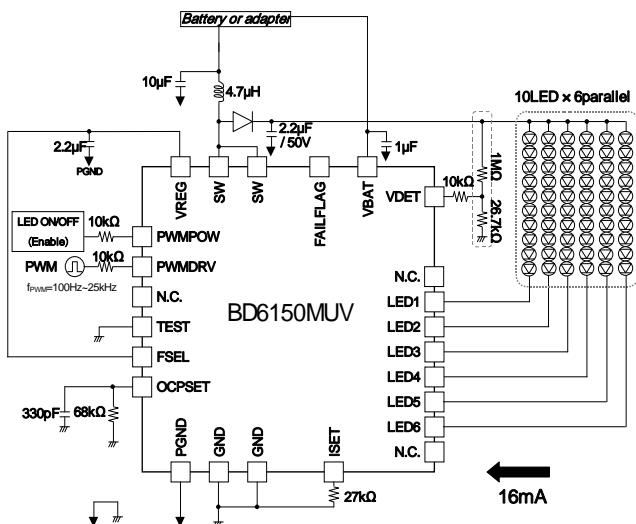 Battery or adapter
10μF
4.7μH
10LED × 6parallel
2.2μF
/ 50V
2.2μF
PGND
1μF
1MΩ
26.7kΩ
10kΩ
VREG
SW
SW
FAILFLAG
VBAT
VDET
LED ON/OFF
(Enable)
10kΩ
PWMPOW
PWM
10kΩ
PWMDRV
fPWM=100Hz~25kHz
N.C.
N.C.
LED1
BD6150MUV
TEST
LED2
FSEL
LED3
OCPSET
LED4
330pF
68kΩ
LED5
LED6
N.C.
PGND
GND
GND
ISET
27kΩ
16mA